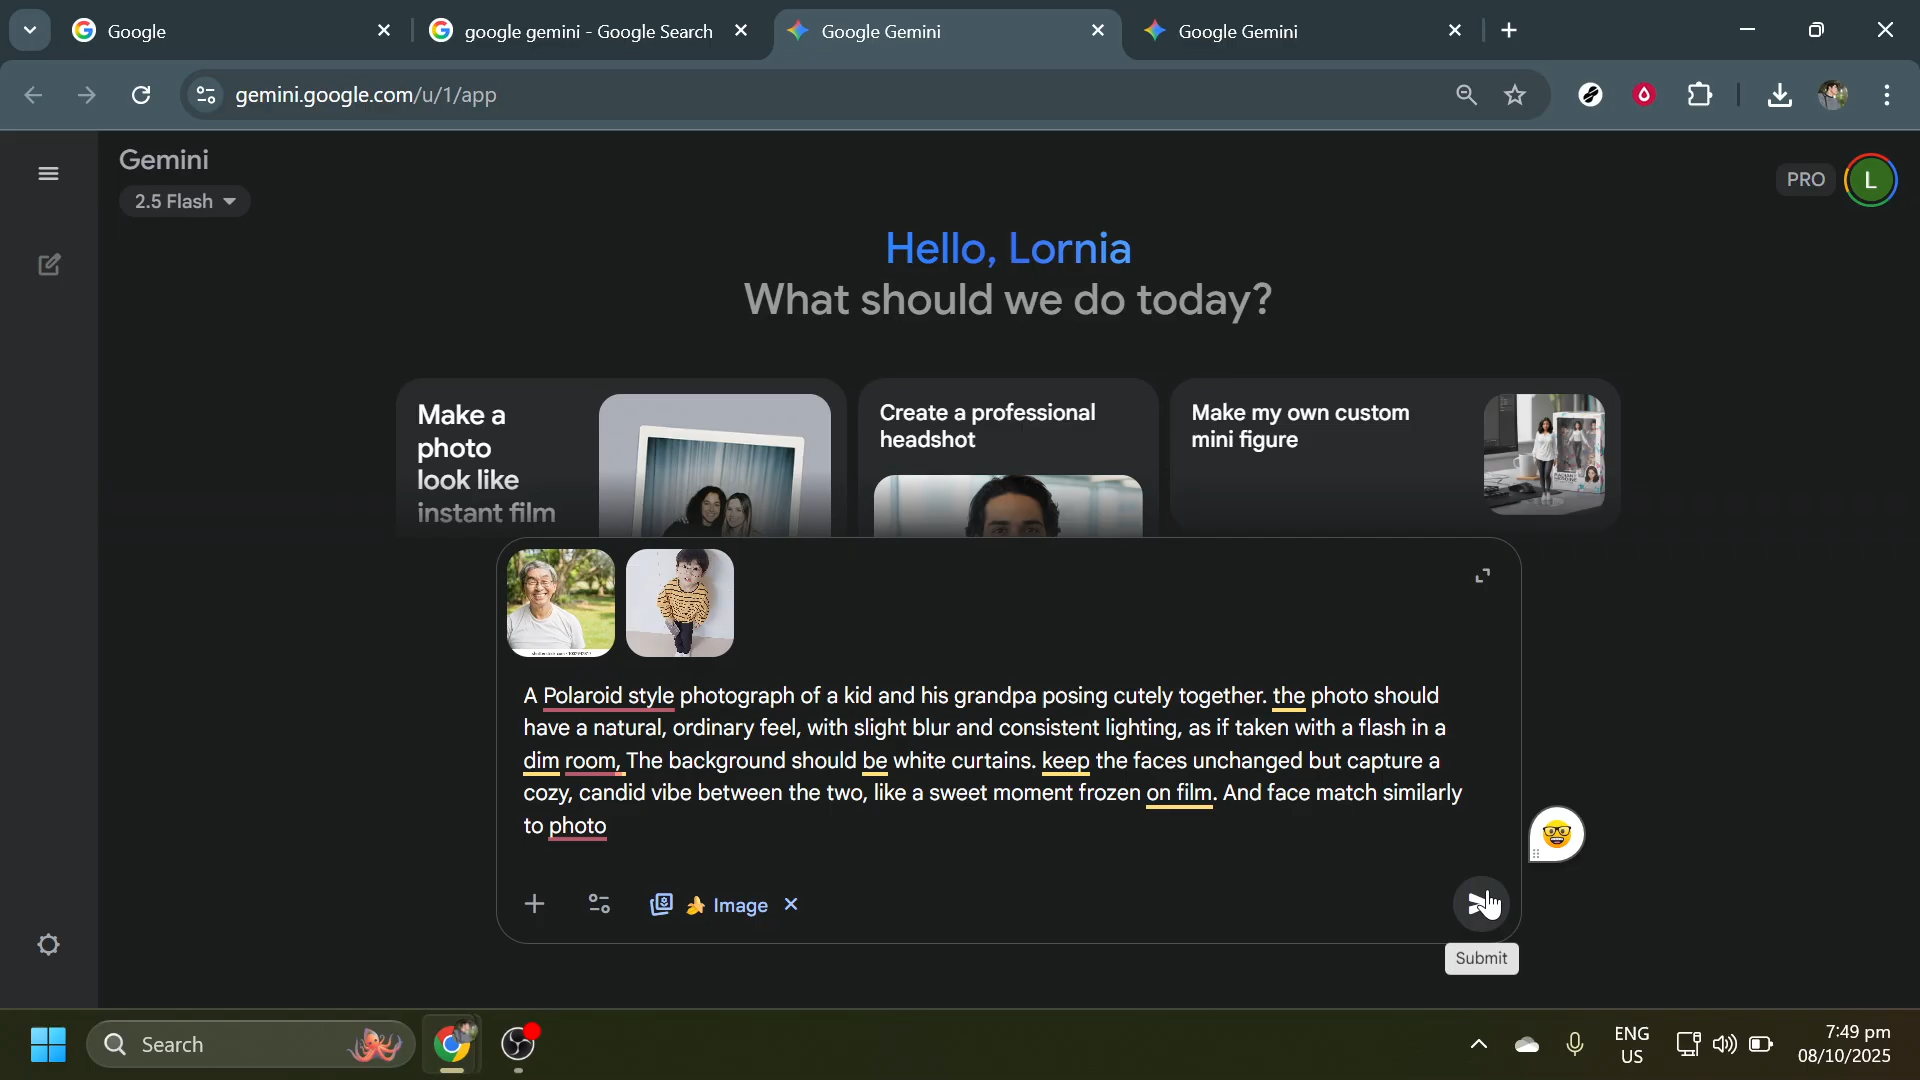 Google
google gemini - Google Search
Google Gemini
Google Gemini
gemini.google.com/u/1/app
Gemini
2.5 Flash
PRO
L
Hello, Lornia
What should we do today?
Make a
photo
look like
instant film
Create a professional
headshot
Make my own custom
mini figure
A Polaroid style photograph of a kid and his grandpa posing cutely together. the photo should
have a natural, ordinary feel, with slight blur and consistent lighting, as if taken with a flash in a
dim room, The background should be white curtains. keep the faces unchanged but capture a
cozy, candid vibe between the two, like a sweet moment frozen on film. And face match similarly
to photo
Image
Submit
Search
ENG
US
7:49 pm
08/10/2025